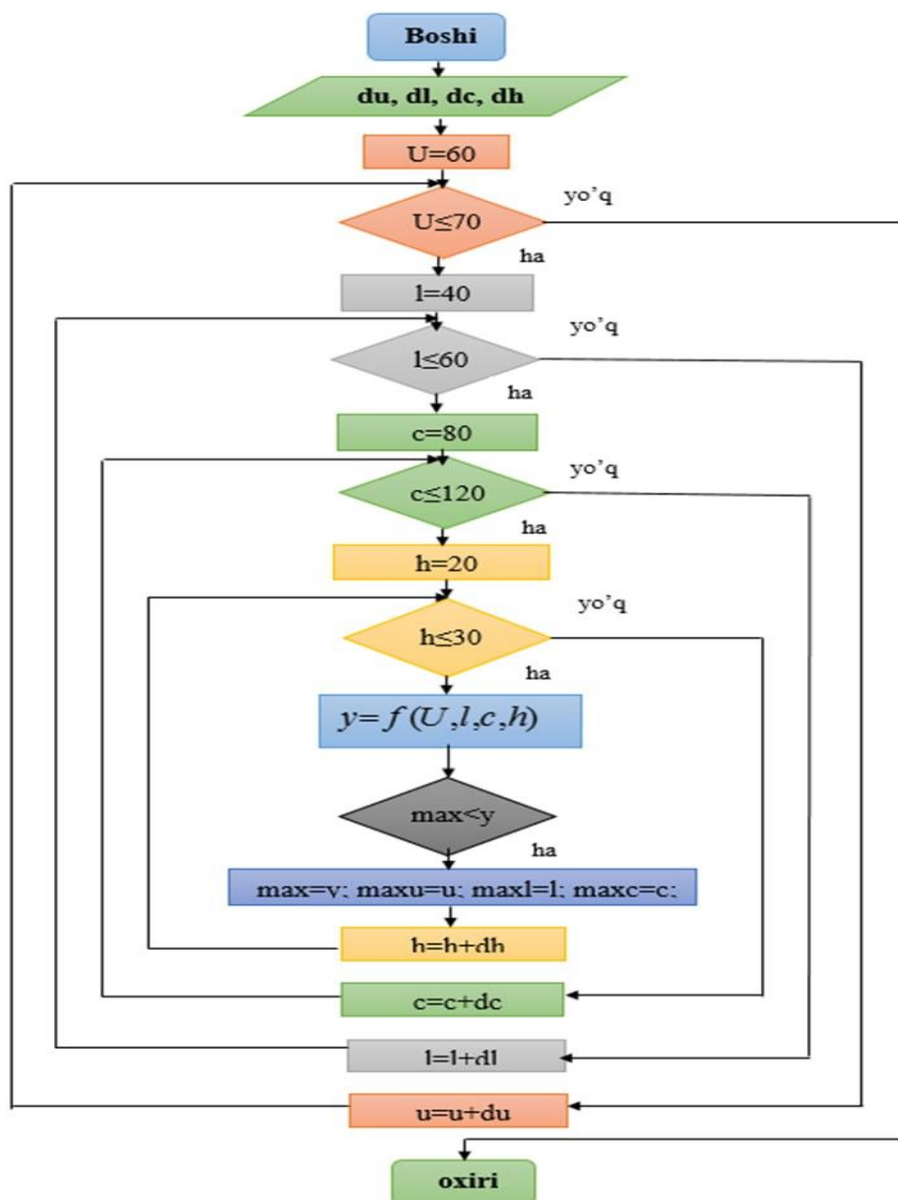 Boshi
du, dl, dc, dh
U=60
U≤70
yo’q
ha
l=40
l≤60
yo’q
ha
c=80
c≤120
yo’q
ha
h=20
h≤30
yo’q
ha
y= f (U,l,c,h)
max<y
ha
max=y; maxu=u; maxl=l; maxc=c;
h=h+dh
c=c+dc
l=l+dl
u=u+du
oxiri